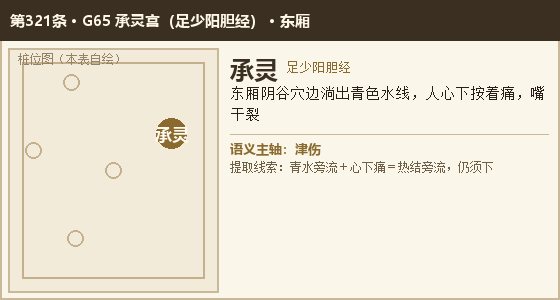 第321条・G65 承灵宫（足少阳胆经）・东厢
桩位图（本表自绘）
承灵
承灵 足少阳胆经
东厢阴谷穴边淌出青色水线，人心下按着痛，嘴
干裂
语义主轴：津伤
提取线索：青水旁流＋心下痛＝热结旁流，仍须下